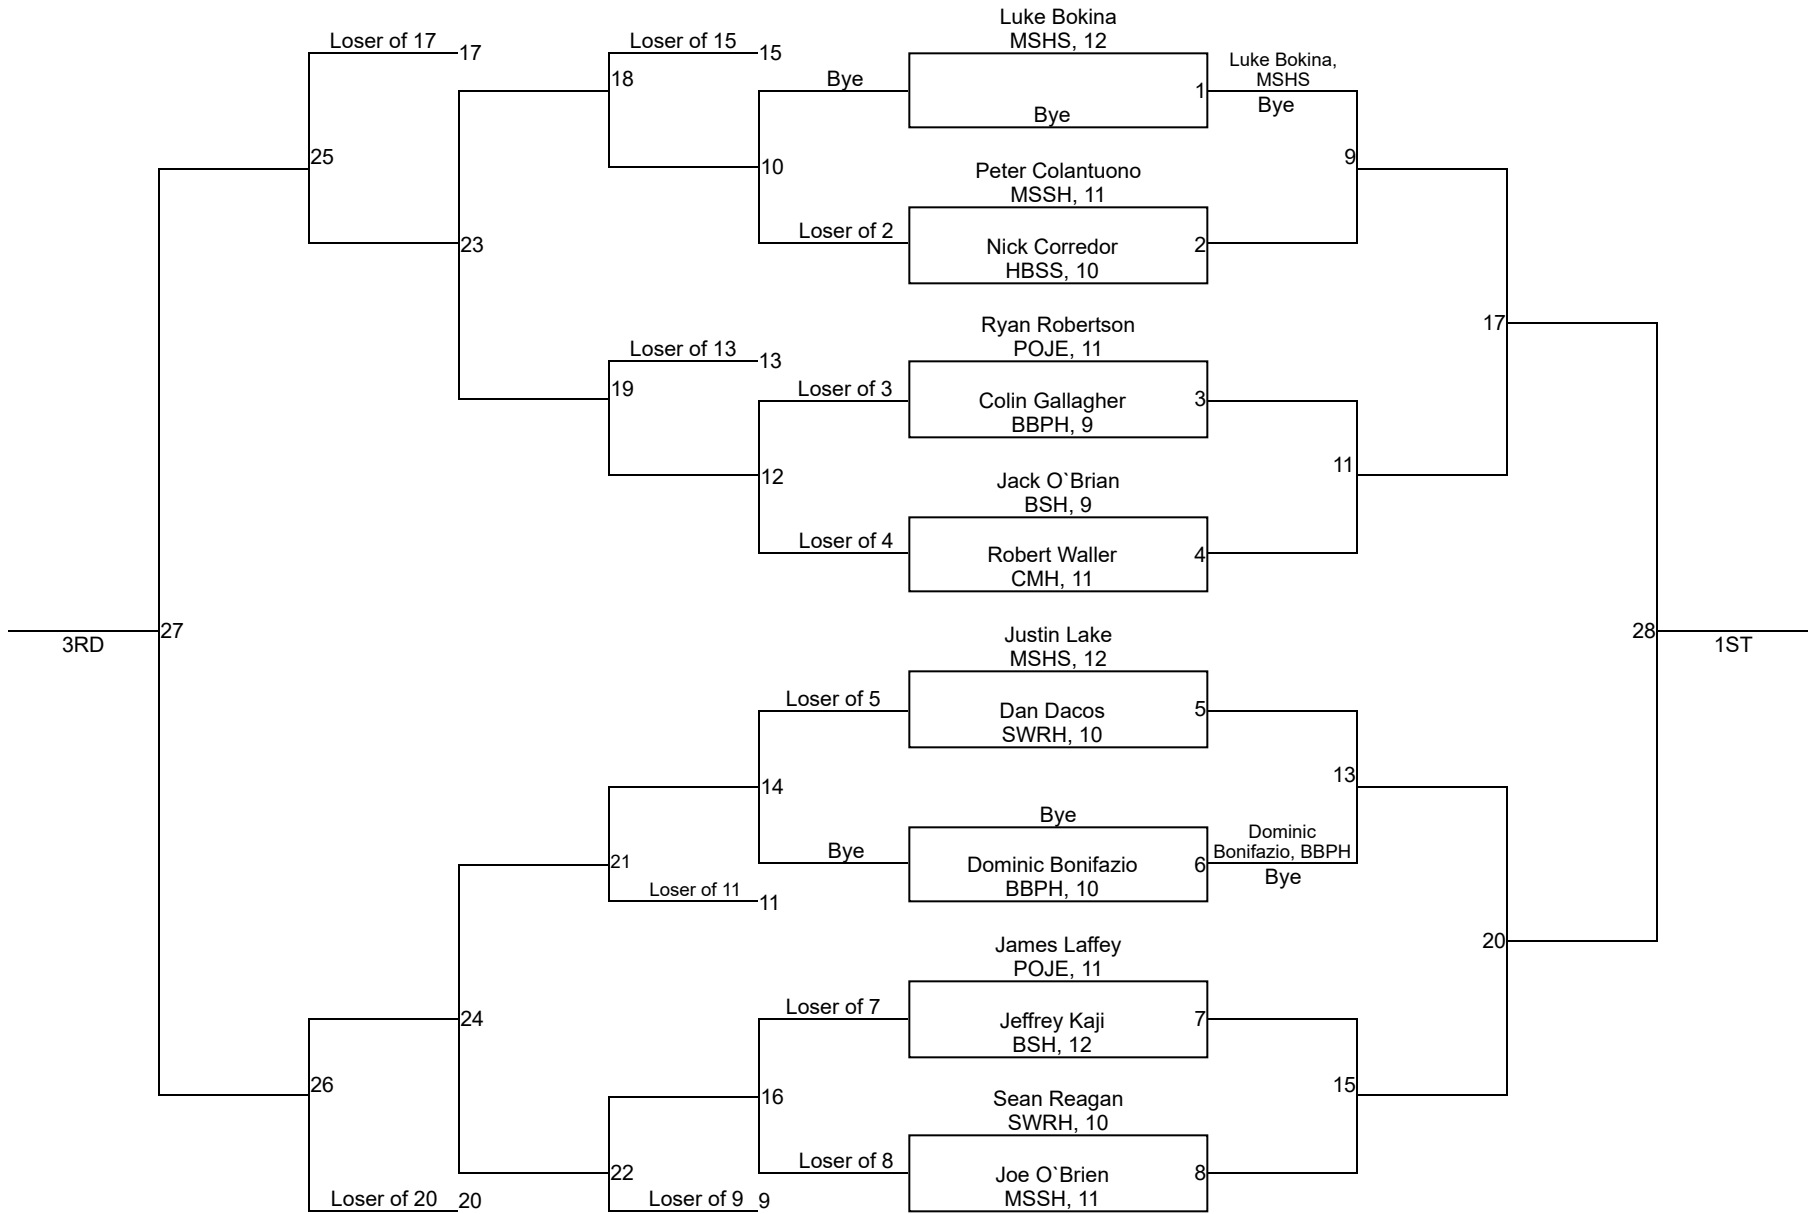 Luke Bokina
MSHS, 12
Loser of 17
17
Loser of 15
15
Luke Bokina,
MSHS
18
Bye
1
Bye
Bye
25
10
9
Peter Colantuono
MSSH, 11
Loser of 2
Nick Corredor
HBSS, 10
2
23
Ryan Robertson
POJE, 11
17
Loser of 13
13
19
Loser of 3
Colin Gallagher
BBPH, 9
3
12
11
Jack O`Brian
BSH, 9
Loser of 4
Robert Waller
CMH, 11
4
27
3RD
28
1ST
Justin Lake
MSHS, 12
Loser of 5
Dan Dacos
SWRH, 10
5
14
13
Bye
Dominic
Bonifazio, BBPH
Bye
Bye
Dominic Bonifazio
BBPH, 10
6
21
Loser of 11
11
20
James Laffey
POJE, 11
Loser of 7
Jeffrey Kaji
BSH, 12
7
24
26
16
15
Sean Reagan
SWRH, 10
Loser of 8
Joe O`Brien
MSSH, 11
8
22
Loser of 20
20
Loser of 9
9